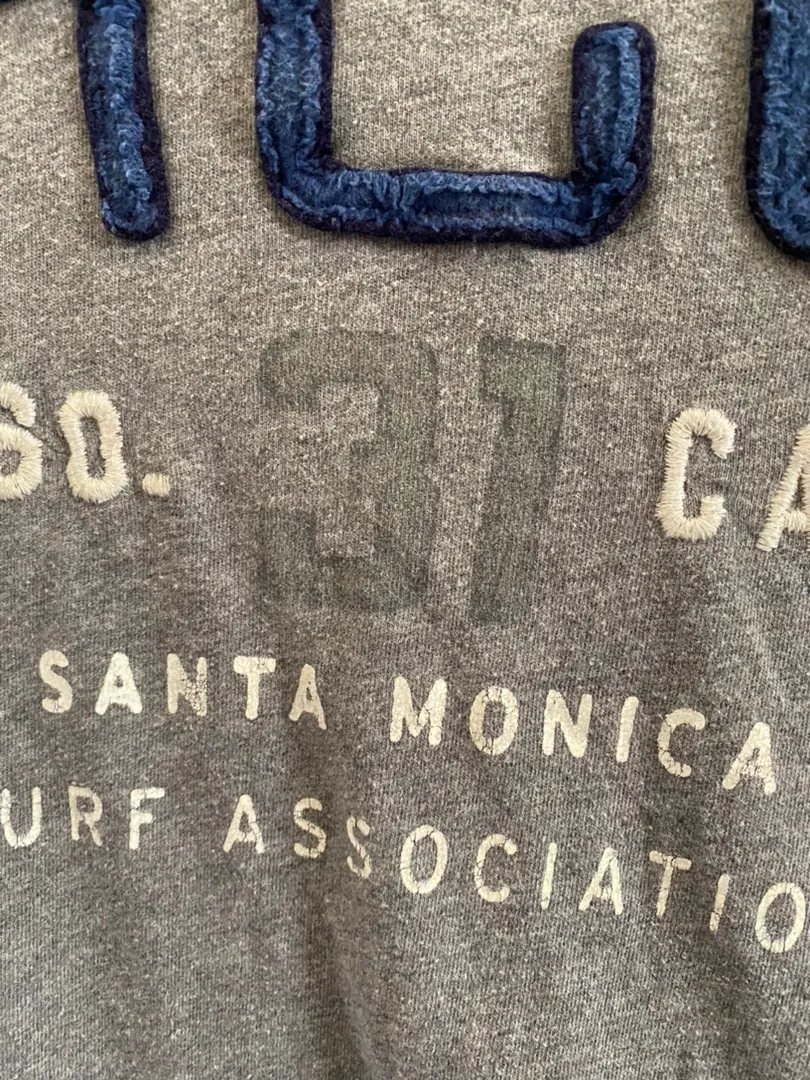 SO. 31 CA
SANTA MONICA
URF ASSOCIATIO